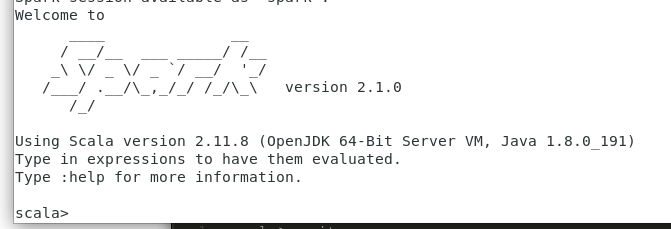 Spark session available as 'spark'.
Welcome to
      ____              __
     / __/__  ___ _____/ /__
    _\ \/ _ \/ _ `/ __/  '_/
   /___/ .__/\_,_/_/ /_/\_\   version 2.1.0
      /_/
Using Scala version 2.11.8 (OpenJDK 64-Bit Server VM, Java 1.8.0_191)
Type in expressions to have them evaluated.
Type :help for more information.
scala>